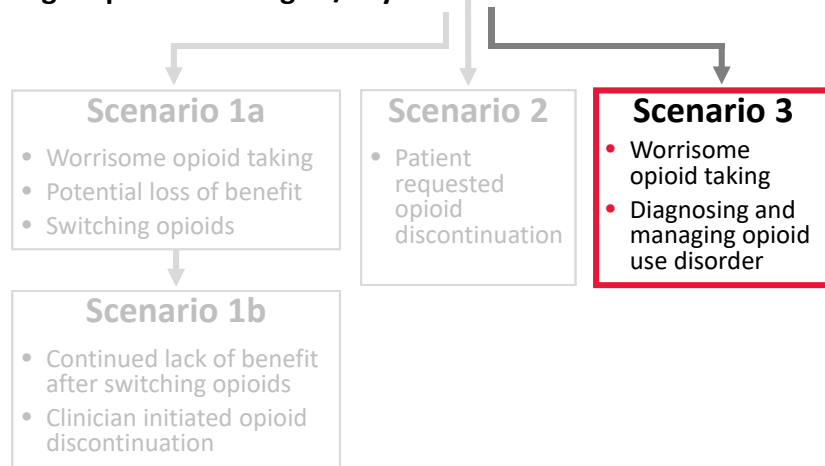 Scenario 1a
• Worrisome opioid taking
• Potential loss of benefit
• Switching opioids
Scenario 2
• Patient
requested
opioid
discontinuation
Scenario 3
• Worrisome
opioid taking
• Diagnosing and
managing opioid
use disorder
Scenario 1b
• Continued lack of benefit
after switching opioids
• Clinician initiated opioid
discontinuation